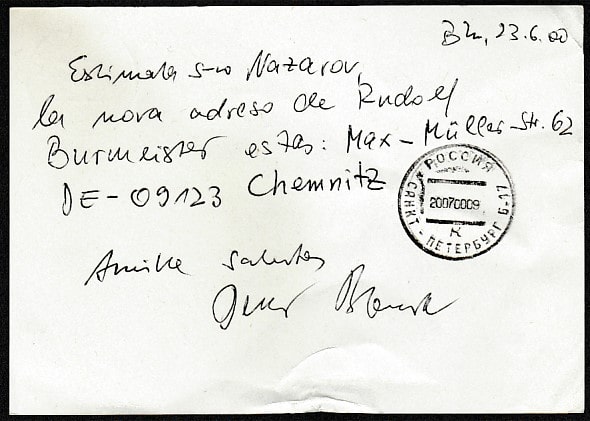 Bln, 23.6.00
Estimata s-ro Nazarov,
la nova adreso de Rudolf
Burmeister estas: Max-Müller-Str. 62
DE-09123 Chemnitz
РОССИЯ
20070009
К
САНКТ-ПЕТЕРБУРГ Б-17
Amike salutas